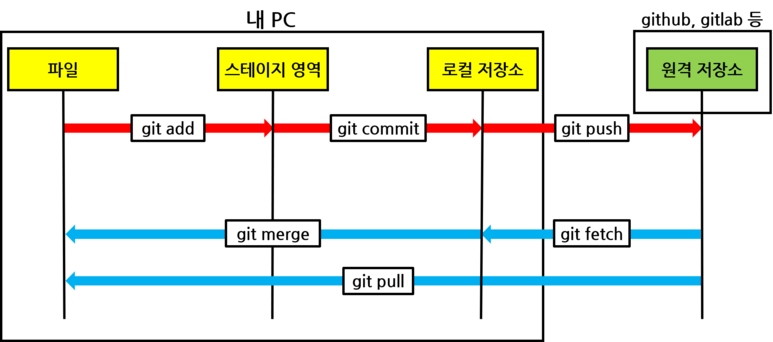 내 PC
github, gitlab 등
파일
스테이지 영역
로컬 저장소
원격 저장소
git add
git commit
git push
git merge
git fetch
git pull